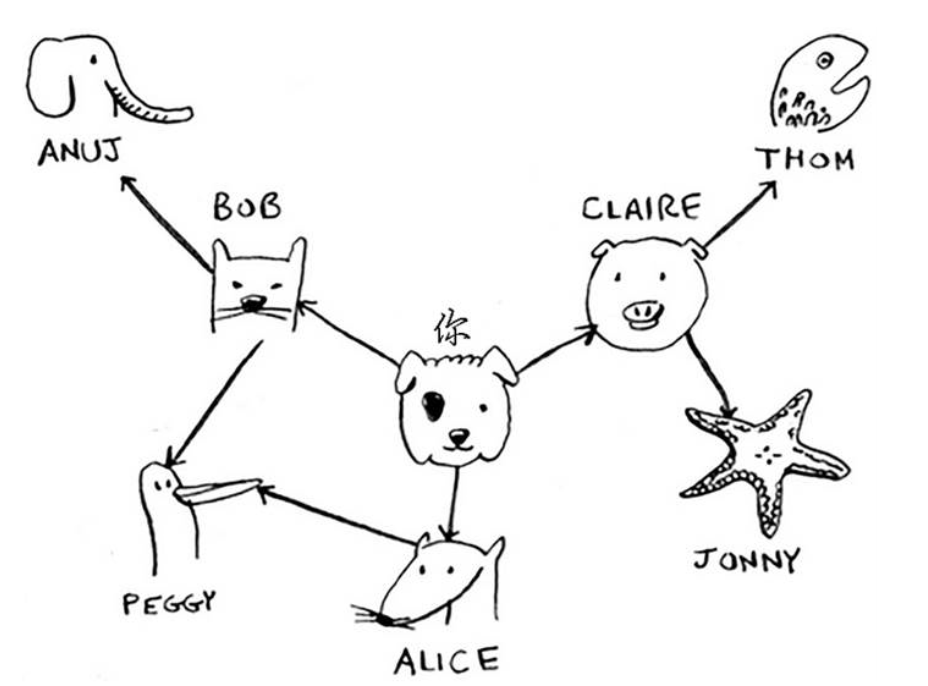 ANUJ
THOM
BOB
CLAIRE
你
JONNY
PEGGY
ALICE